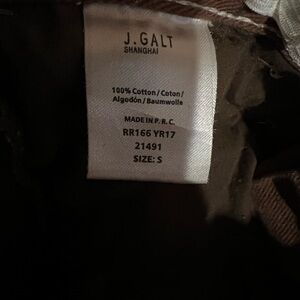 J.GALT
SHANGHAI
100% Cotton / Coton /
Algodón / Baumwolle
MADE IN P. R. C.
RR166 YR17
21491
SIZE: S